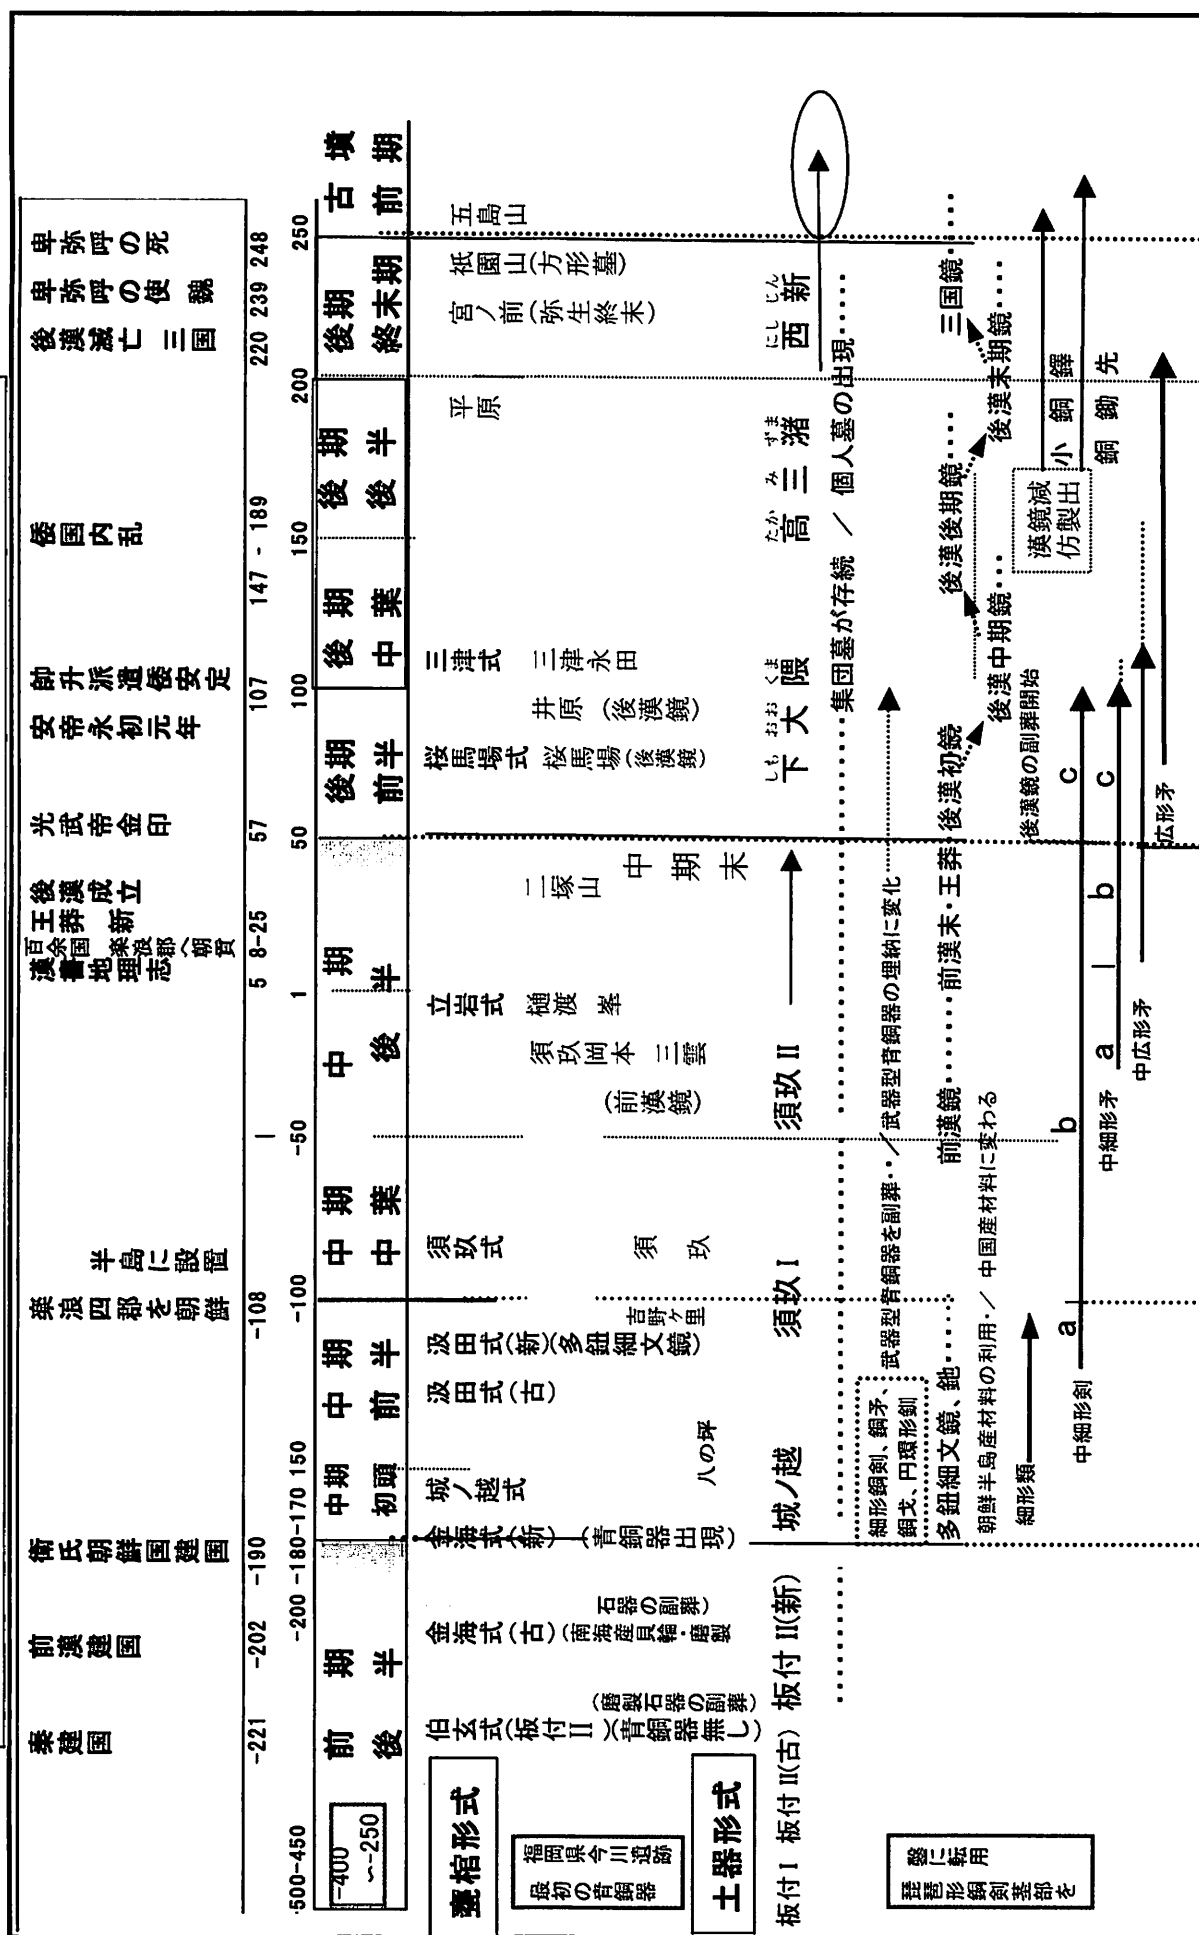 秦建国
-221
前漢建国
-202
衛氏朝鮮国建国
-190
楽浪四郡を朝鮮
半島に設置
-108
漢書地理志
百余国 楽浪郡へ朝貢
5
王莽 新
8-25
後漢成立
光武帝金印
57
安帝永初元年
帥升派遣倭安定
107
倭国内乱
147 - 189
後漢滅亡 三国
220
卑弥呼の使 魏
239
卑弥呼の死
248
-500-450
-200
-180-170
150
-100
-50
1
50
100
150
200
250
-400
~-250
前期
後半
中期
初頭
中期
前半
中期
中葉
中期
後半
後期
前半
後期
中葉
後期
後半
後期
終末期
古墳
前期
甕棺形式
伯玄式(板付II)(青銅器無し)
(磨製石器の副葬)
金海式(古)(南海産貝輪・磨製
石器の副葬)
金海式(新) (青銅器出現)
城ノ越式
八の坪
汲田式(古)
汲田式(新)(多鈕細文鏡)
吉野ヶ里
須玖式
須玖
(前漢鏡)
須玖岡本 三雲
立岩式 樋渡 峯
二塚山
中期末
桜馬場式 桜馬場(後漢鏡)
井原 (後漢鏡)
三津式 三津永田
平原
宮ノ前(弥生終末)
祇園山(方形墓)
五島山
福岡県今川遺跡
最初の青銅器
土器形式
板付I 板付II(古) 板付II(新) 城ノ越 須玖I 須玖II
しも おお くま
下大隈
たか み ずま
高三潴
にし じん
西新
集団墓が存続 / 個人墓の出現
細形銅剣、銅矛、
銅戈、円環形釧
武器型青銅器を副葬・・/武器型青銅器の埋納に変化
多鈕細文鏡、鉇
前漢鏡
前漢末・王莽・後漢初鏡
後漢中期鏡
後漢後期鏡
後漢末期鏡
三国鏡
朝鮮半島産材料の利用・/ 中国産材料に変わる
後漢鏡の副葬開始
漢鏡減
仿製出
小銅鐸
銅鋤先
細形類
a b c
中細形剣
a b c
中細形矛
中広形矛
広形矛
琵琶形銅剣茎部を
鑿に転用